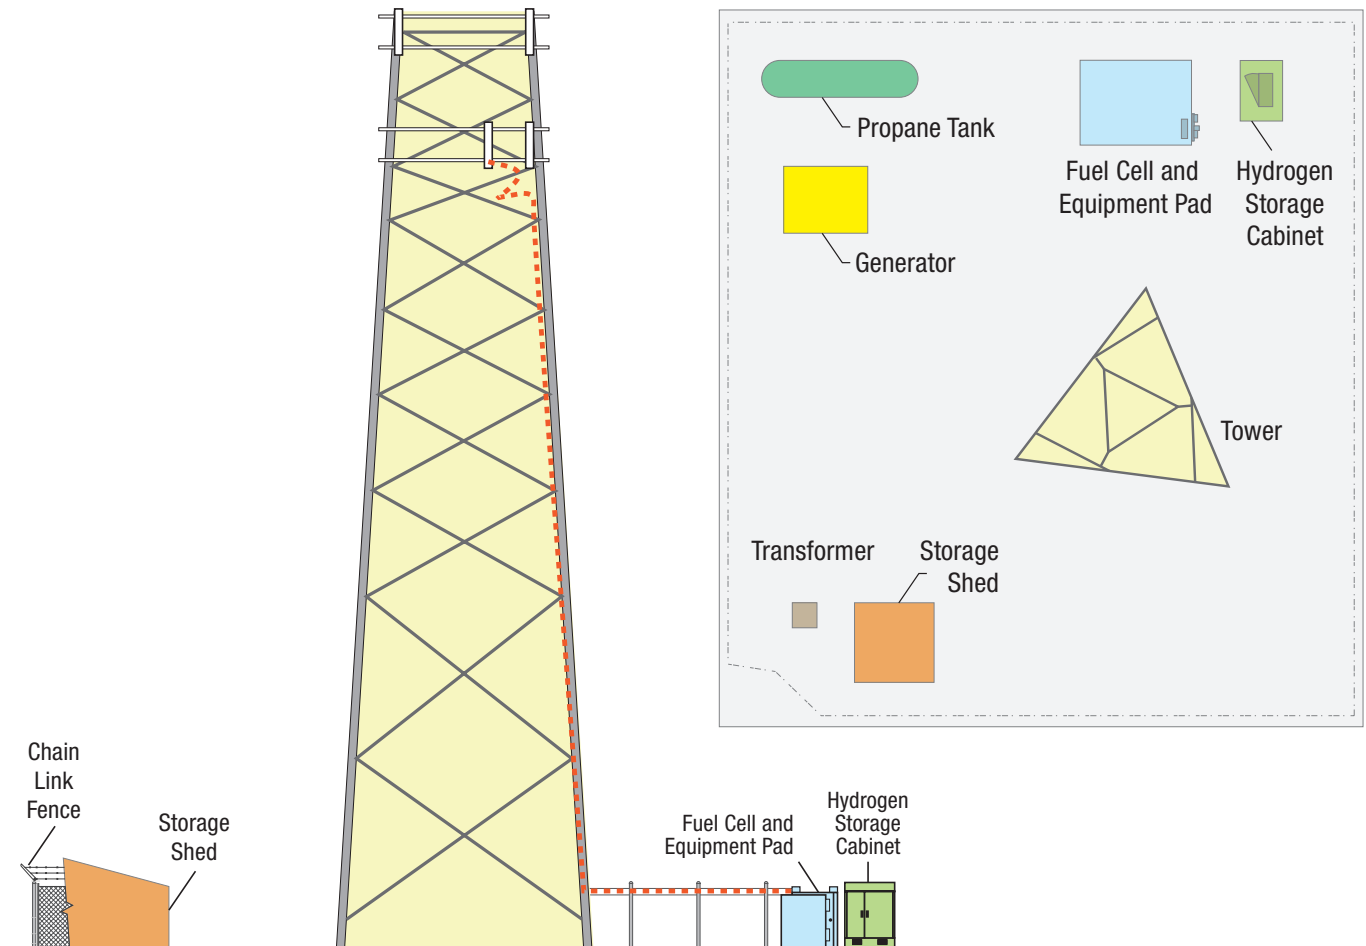 Propane Tank
Fuel Cell and
Equipment Pad
Hydrogen
Storage
Cabinet
Generator
Tower
Transformer
Storage
Shed
Chain
Link
Fence
Storage
Shed
Fuel Cell and
Equipment Pad
Hydrogen
Storage
Cabinet